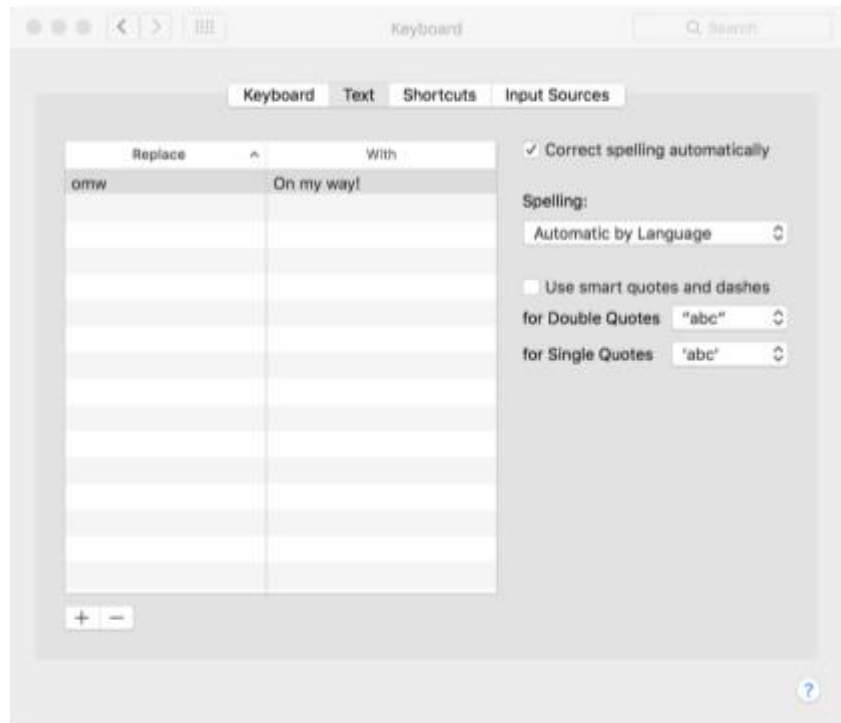 Keyboard
Search
Keyboard Text Shortcuts Input Sources
Replace With
omw On my way!
✓ Correct spelling automatically
Spelling:
Automatic by Language
Use smart quotes and dashes
for Double Quotes "abc"
for Single Quotes 'abc'
+ −
?